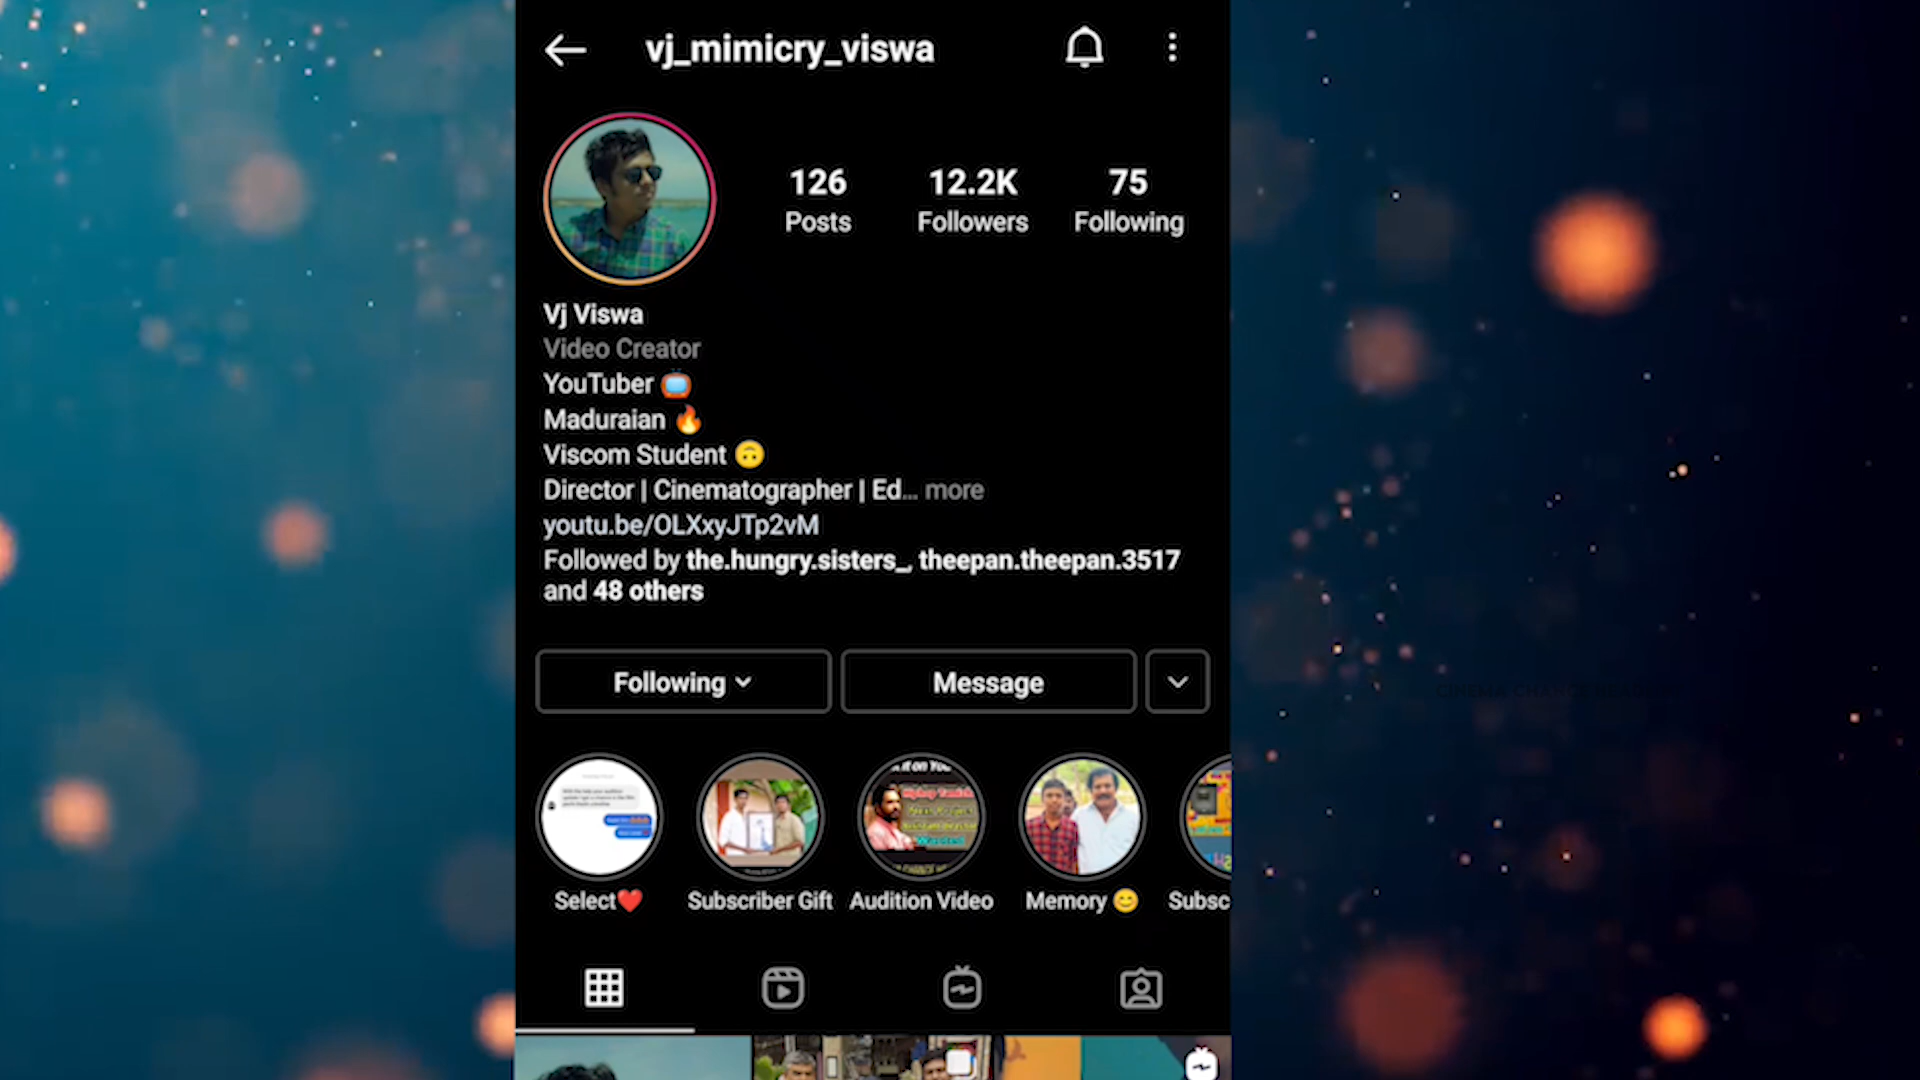 vj_mimicry_viswa
126
Posts
12.2K
Followers
75
Following
Vj Viswa
Video Creator
YouTuber 📺
Maduraian 🔥
Viscom Student 🙃
Director | Cinematographer | Ed... more
youtu.be/OLXxyJTp2vM
Followed by the.hungry.sisters_, theepan.theepan.3517
and 48 others
Following
Message
Select❤️
Subscriber Gift
Audition Video
Memory 😊
Subsc